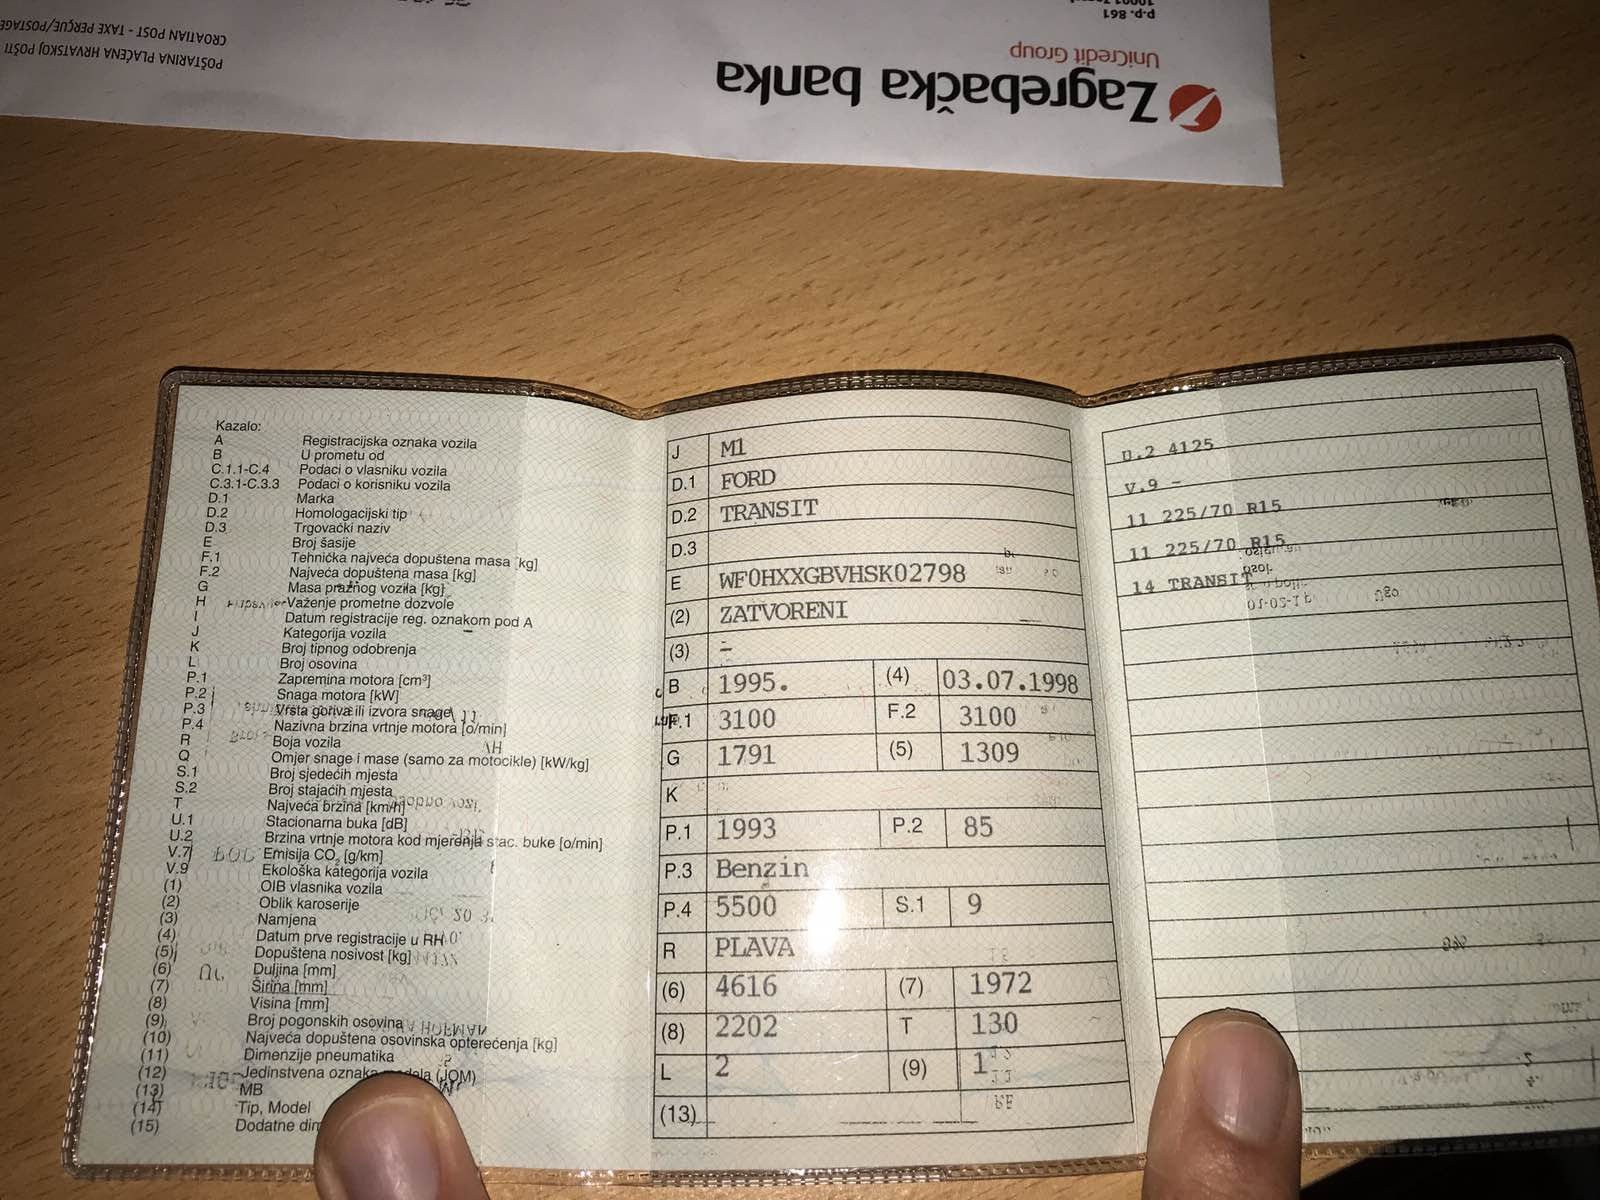 Zagrebačka banka
UniCredit Group
p.p. 861
POŠTARINA PLAĆENA HRVATSKOJ POŠTI
CROATIAN POST - TAXE PERÇUE/POSTAGE
Kazalo:
A Registracijska oznaka vozila
B U prometu od
C.1.1-C.4 Podaci o vlasniku vozila
C.3.1-C.3.3 Podaci o korisniku vozila
D.1 Marka
D.2 Homologacijski tip
D.3 Trgovački naziv
E Broj šasije
F.1 Tehnička najveća dopuštena masa [kg]
F.2 Najveća dopuštena masa [kg]
G Masa praznog vozila [kg]
H Važenje prometne dozvole
I Datum registracije reg. oznakom pod A
J Kategorija vozila
K Broj tipnog odobrenja
L Broj osovina
P.1 Zapremina motora [cm³]
P.2 Snaga motora [kW]
P.3 Vrsta goriva ili izvora snage
P.4 Nazivna brzina vrtnje motora [o/min]
R Boja vozila
Q Omjer snage i mase (samo za motocikle) [kW/kg]
S.1 Broj sjedećih mjesta
S.2 Broj stajaćih mjesta
T Najveća brzina [km/h]
U.1 Stacionarna buka [dB]
U.2 Brzina vrtnje motora kod mjerenja stac. buke [o/min]
V.7 Emisija CO₂ [g/km]
V.9 Ekološka kategorija vozila
(1) OIB vlasnika vozila
(2) Oblik karoserije
(3) Namjena
(4) Datum prve registracije u RH
(5) Dopuštena nosivost [kg]
(6) Duljina [mm]
(7) Širina [mm]
(8) Visina [mm]
(9) Broj pogonskih osovina
(10) Najveća dopuštena osovinska opterećenja [kg]
(11) Dimenzije pneumatika
(12) Jedinstvena oznaka modela (JOM)
(13) MB
(14) Tip, Model
(15) Dodatne
J M1
D.1 FORD
D.2 TRANSIT
D.3
E WF0HXXGBVHSK02798
(2) ZATVORENI
(3) -
B 1995. (4) 03.07.1998
F.1 3100 F.2 3100
G 1791 (5) 1309
K
P.1 1993 P.2 85
P.3 Benzin
P.4 5500 S.1 9
R PLAVA
(6) 4616 (7) 1972
(8) 2202 T 130
L 2 (9) 1
(13)
U.2 4125
V.9 -
11 225/70 R15
11 225/70 R15
14 TRANSIT